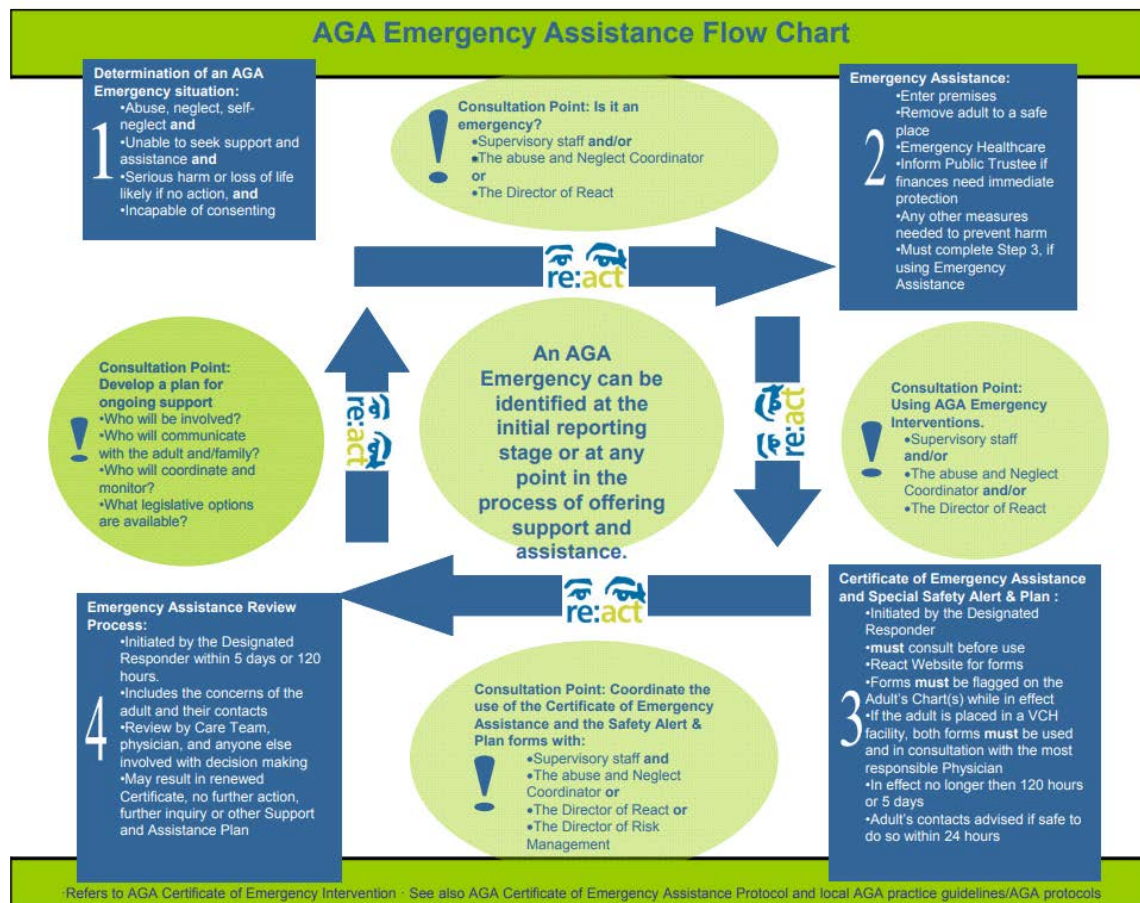 AGA Emergency Assistance Flow Chart
Determination of an AGA
Emergency situation:
•Abuse, neglect, self-
neglect and
•Unable to seek support and
assistance and
•Serious harm or loss of life
likely if no action, and
•Incapable of consenting
1
Consultation Point: Is it an
emergency?
•Supervisory staff and/or
•The abuse and Neglect Coordinator
or
•The Director of React
!
Emergency Assistance:
•Enter premises
•Remove adult to a safe
place
•Emergency Healthcare
•Inform Public Trustee if
finances need immediate
protection
•Any other measures
needed to prevent harm
•Must complete Step 3, if
using Emergency
Assistance
2
re:act
Consultation Point:
Develop a plan for
ongoing support
•Who will be involved?
•Who will communicate
with the adult and/family?
•Who will coordinate and
monitor?
•What legislative options
are available?
!
re:act
An AGA
Emergency can be
identified at the
initial reporting
stage or at any
point in the
process of offering
support and
assistance.
re:act
Consultation Point:
Using AGA Emergency
Interventions.
•Supervisory staff
and/or
•The abuse and Neglect
Coordinator and/or
•The Director of React
!
re:act
Emergency Assistance Review
Process:
•Initiated by the Designated
Responder within 5 days or 120
hours.
•Includes the concerns of the
adult and their contacts
•Review by Care Team,
physician, and anyone else
involved with decision making
•May result in renewed
Certificate, no further action,
further inquiry or other Support
and Assistance Plan
4
Consultation Point: Coordinate the
use of the Certificate of Emergency
Assistance and the Safety Alert &
Plan forms with:
•Supervisory staff and
•The abuse and Neglect
Coordinator or
•The Director of React or
•The Director of Risk
Management
!
Certificate of Emergency Assistance
and Special Safety Alert & Plan :
•Initiated by the Designated
Responder
•must consult before use
•React Website for forms
•Forms must be flagged on the
Adult's Chart(s) while in effect
•If the adult is placed in a VCH
facility, both forms must be used
and in consultation with the most
responsible Physician
•In effect no longer then 120 hours
or 5 days
•Adult's contacts advised if safe to
do so within 24 hours
3
·Refers to AGA Certificate of Emergency Intervention · See also AGA Certificate of Emergency Assistance Protocol and local AGA practice guidelines/AGA protocols